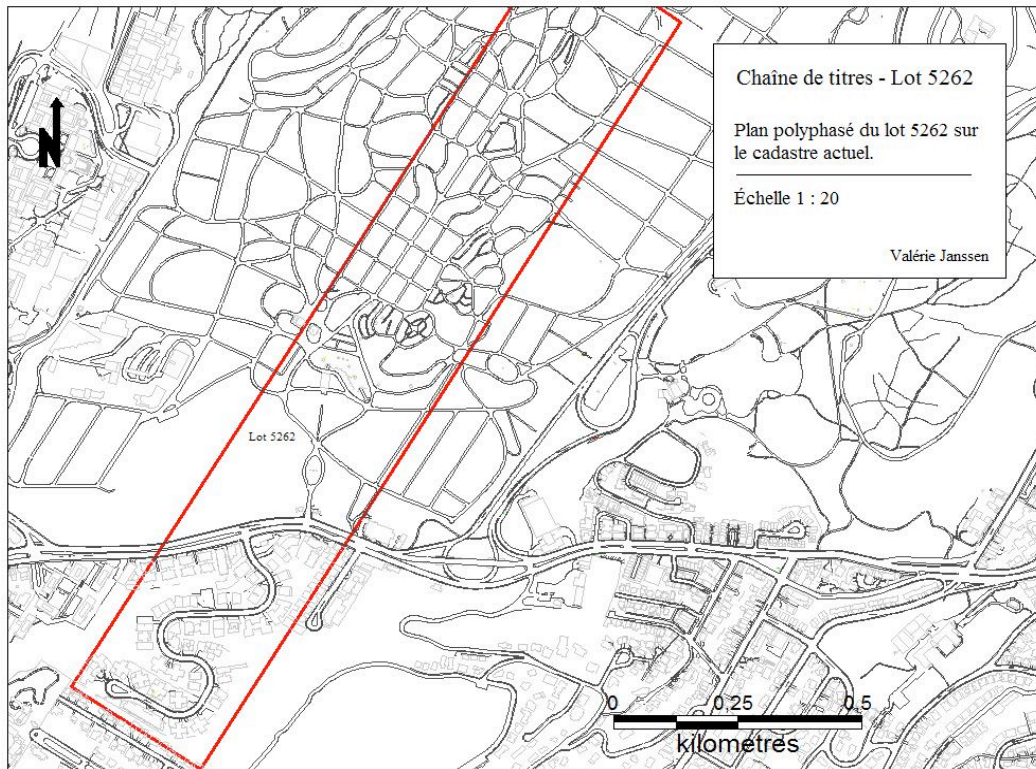 Chaîne de titres - Lot 5262
Plan polyphasé du lot 5262 sur
le cadastre actuel.
Échelle 1 : 20
Valérie Janssen
N
Lot 5262
0 0.25 0.5
kilometres